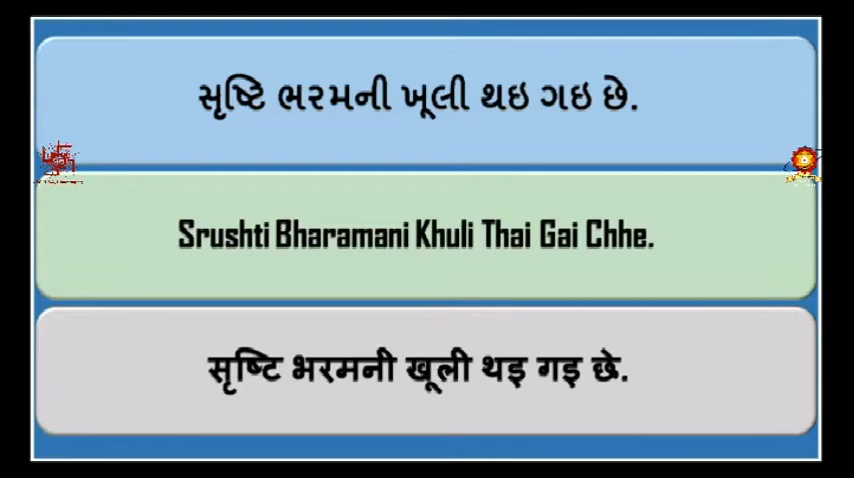 સૃષ્ટિ ભરમની ખૂલી થઇ ગઇ છે.
Srushti Bharamani Khuli Thai Gai Chhe.
सृष्टि भरमनी खूली थइ गइ छे.